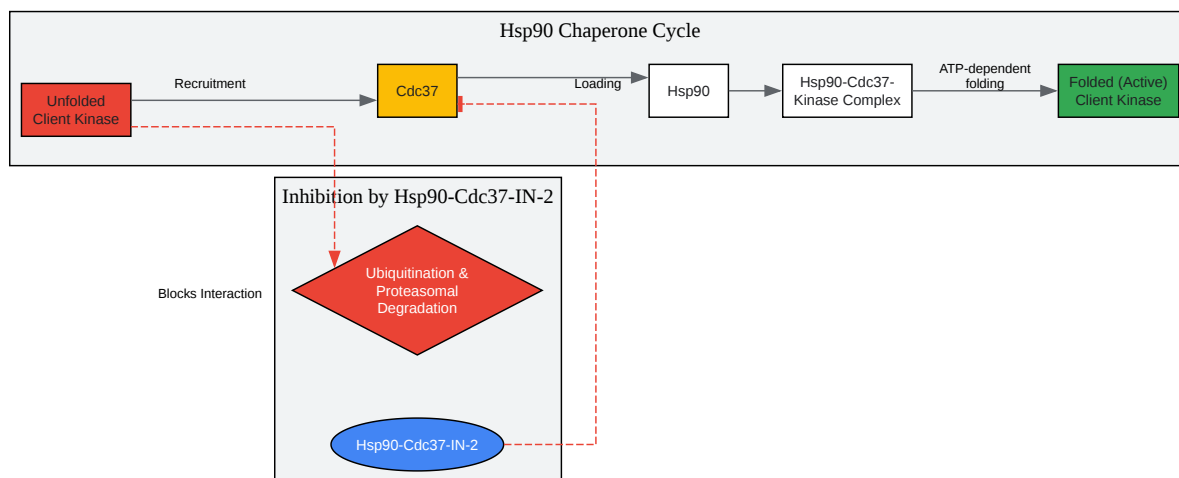 Hsp90 Chaperone Cycle
Unfolded
Client Kinase
Recruitment
Cdc37
Loading
Hsp90
Hsp90-Cdc37-
Kinase Complex
ATP-dependent
folding
Folded (Active)
Client Kinase
Inhibition by Hsp90-Cdc37-IN-2
Ubiquitination &
Proteasomal
Degradation
Blocks Interaction
Hsp90-Cdc37-IN-2